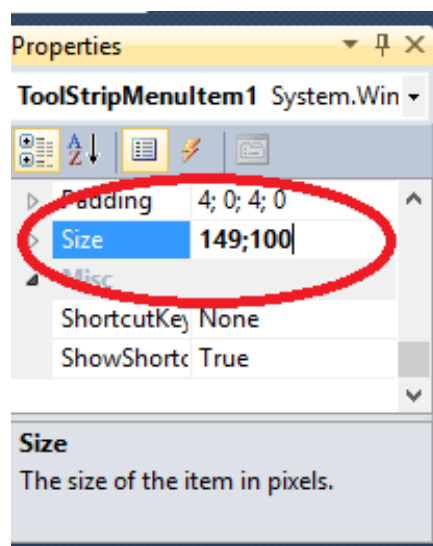 Properties
ToolStripMenuItem1 System.Win
Padding 4; 0; 4; 0
Size 149;100
Misc
ShortcutKey None
ShowShortc True
Size
The size of the item in pixels.